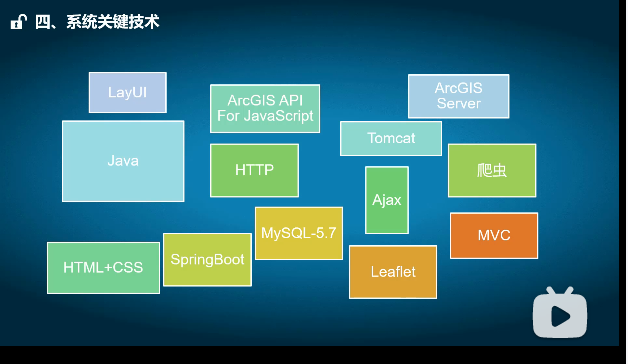 四、系统关键技术
LayUI
ArcGIS API
For JavaScript
ArcGIS
Server
Tomcat
Java
HTTP
爬虫
Ajax
MySQL-5.7
MVC
HTML+CSS
SpringBoot
Leaflet